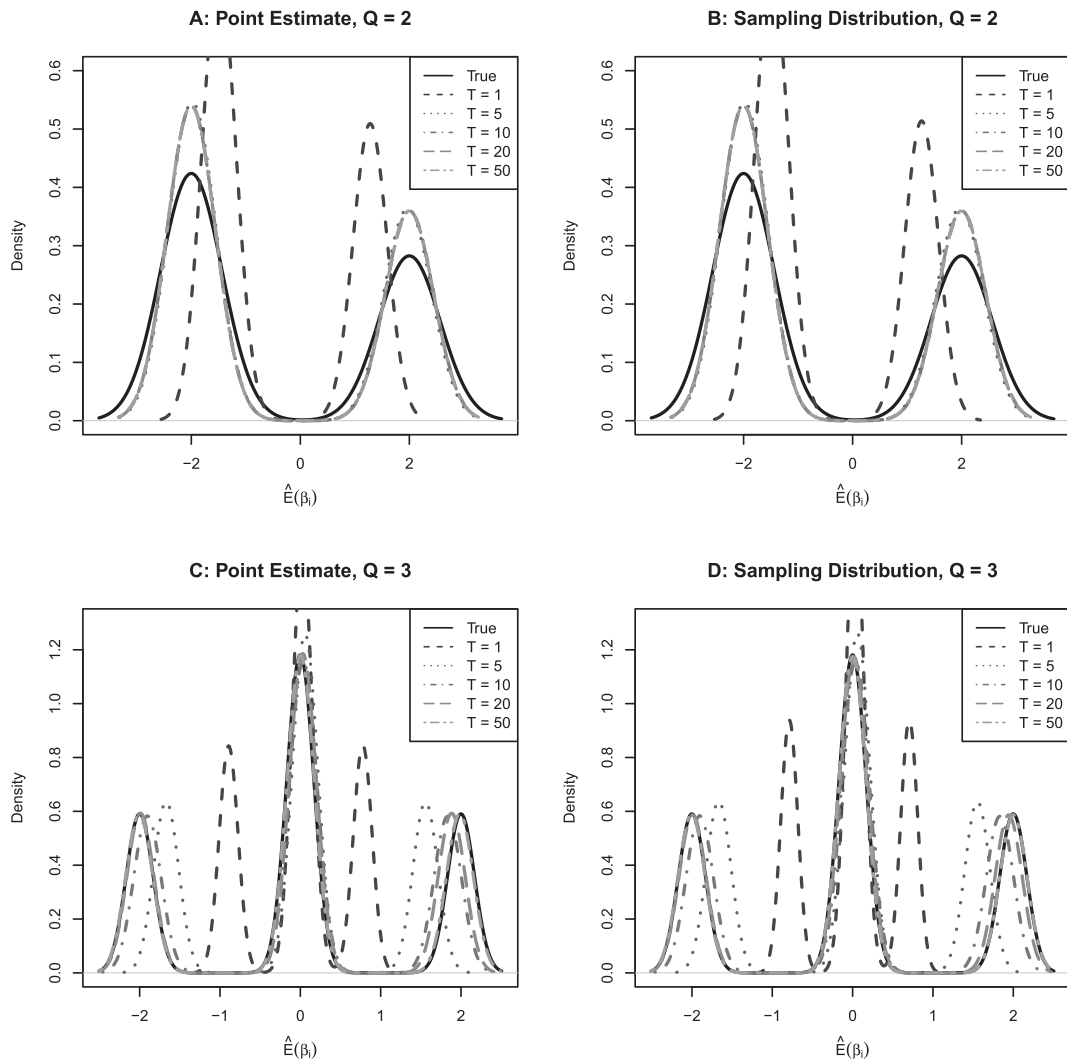 A: Point Estimate, Q = 2
Density
0.0 0.1 0.2 0.3 0.4 0.5 0.6
True
T = 1
T = 5
T = 10
T = 20
T = 50
−2 0 2
Ê(βi)
B: Sampling Distribution, Q = 2
Density
0.0 0.1 0.2 0.3 0.4 0.5 0.6
True
T = 1
T = 5
T = 10
T = 20
T = 50
−2 0 2
Ê(βi)
C: Point Estimate, Q = 3
Density
0.0 0.2 0.4 0.6 0.8 1.0 1.2
True
T = 1
T = 5
T = 10
T = 20
T = 50
−2 −1 0 1 2
Ê(βi)
D: Sampling Distribution, Q = 3
Density
0.0 0.2 0.4 0.6 0.8 1.0 1.2
True
T = 1
T = 5
T = 10
T = 20
T = 50
−2 −1 0 1 2
Ê(βi)